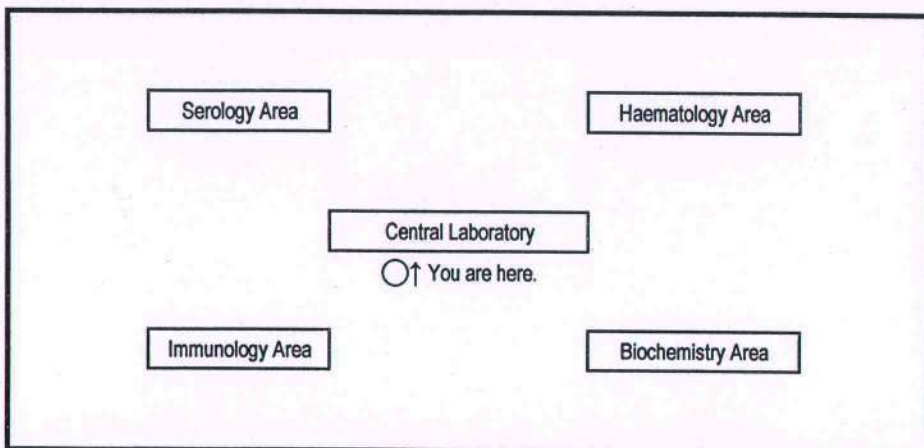 Serology Area
Haematology Area
Central Laboratory
↑ You are here.
Immunology Area
Biochemistry Area